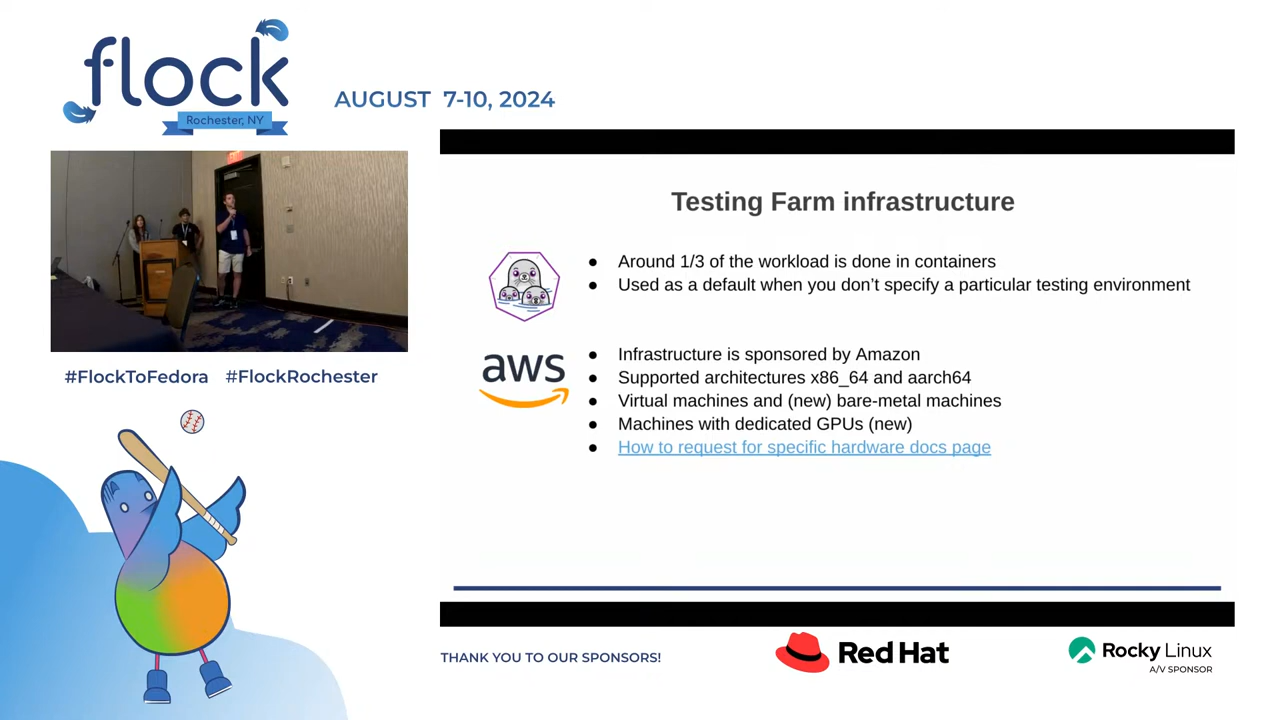 flock
Rochester, NY
AUGUST 7-10, 2024
#FlockToFedora #FlockRochester
Testing Farm infrastructure
● Around 1/3 of the workload is done in containers
● Used as a default when you don’t specify a particular testing environment
aws
● Infrastructure is sponsored by Amazon
● Supported architectures x86_64 and aarch64
● Virtual machines and (new) bare-metal machines
● Machines with dedicated GPUs (new)
● How to request for specific hardware docs page
THANK YOU TO OUR SPONSORS!
Red Hat
Rocky Linux
A/V SPONSOR